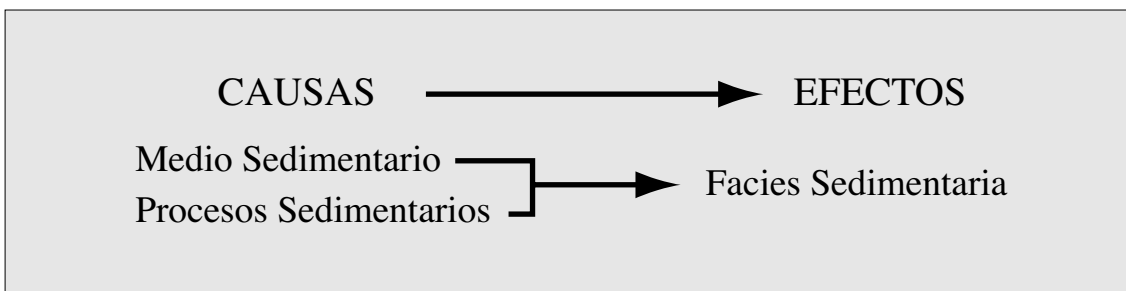 CAUSAS EFECTOS
Medio Sedimentario
Procesos Sedimentarios
Facies Sedimentaria